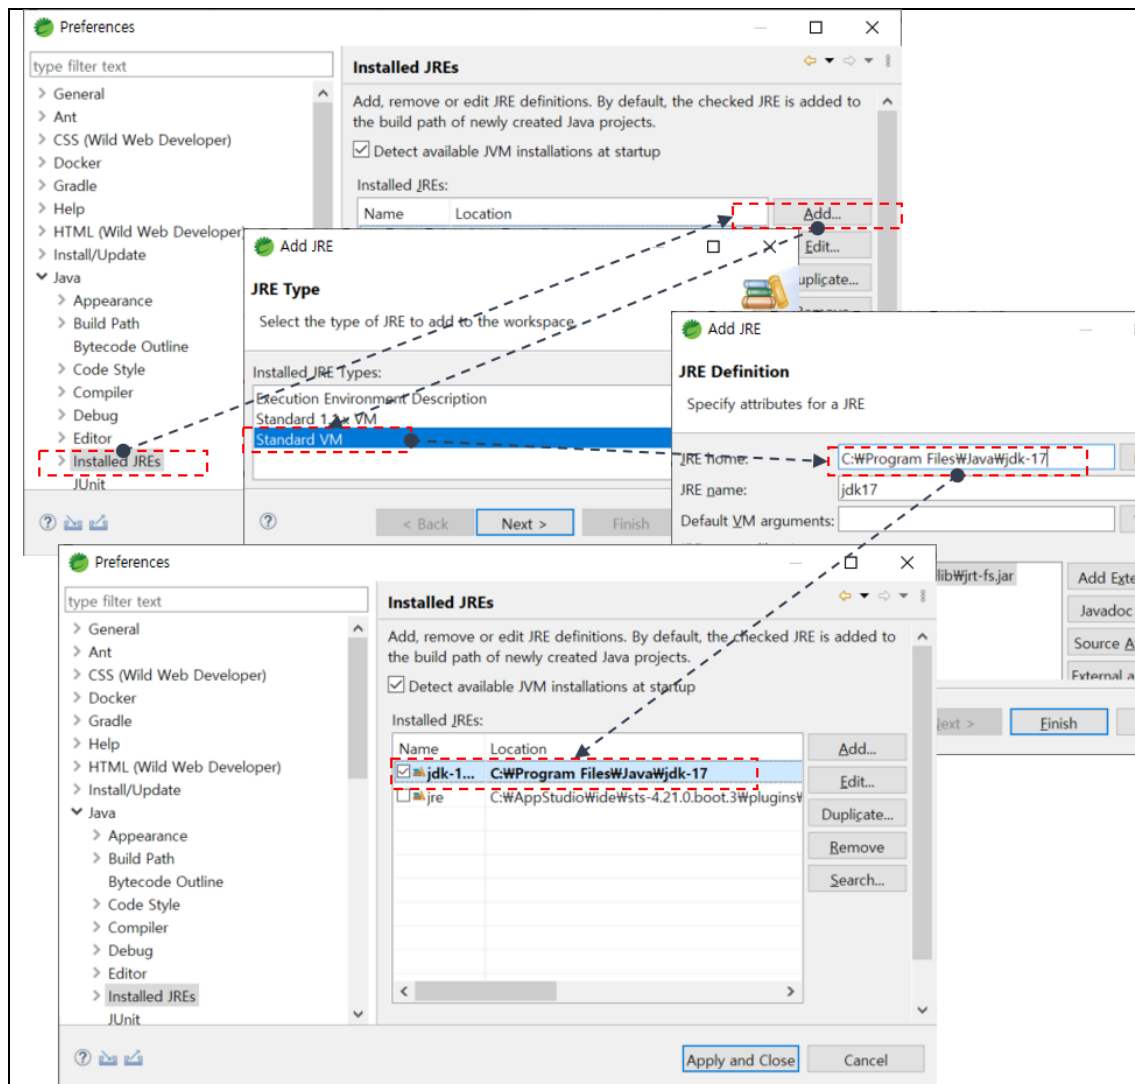 Preferences
type filter text
General
Ant
CSS (Wild Web Developer)
Docker
Gradle
Help
HTML (Wild Web Developer)
Install/Update
Java
Appearance
Build Path
Bytecode Outline
Code Style
Compiler
Debug
Editor
Installed JREs
JUnit
Installed JREs
Add, remove or edit JRE definitions. By default, the checked JRE is added to
the build path of newly created Java projects.
Detect available JVM installations at startup
Installed JREs:
Name Location
Add...
Edit...
uplicate...
Add JRE
JRE Type
Select the type of JRE to add to the workspace
Installed JRE Types:
Execution Environment Description
Standard 1.1.x VM
Standard VM
< Back Next > Finish
Add JRE
JRE Definition
Specify attributes for a JRE
JRE home: C:₩Program Files₩Java₩jdk-17
JRE name: jdk17
Default VM arguments:
lib₩jrt-fs.jar
Add Exte
Javadoc
Source A
External a
ext > Finish
Preferences
type filter text
General
Ant
CSS (Wild Web Developer)
Docker
Gradle
Help
HTML (Wild Web Developer)
Install/Update
Java
Appearance
Build Path
Bytecode Outline
Code Style
Compiler
Debug
Editor
Installed JREs
JUnit
Installed JREs
Add, remove or edit JRE definitions. By default, the checked JRE is added to
the build path of newly created Java projects.
Detect available JVM installations at startup
Installed JREs:
Name Location
jdk-1... C:₩Program Files₩Java₩jdk-17
jre C:₩AppStudio₩ide₩sts-4.21.0.boot.3₩plugins₩
Add...
Edit...
Duplicate...
Remove
Search...
Apply and Close Cancel